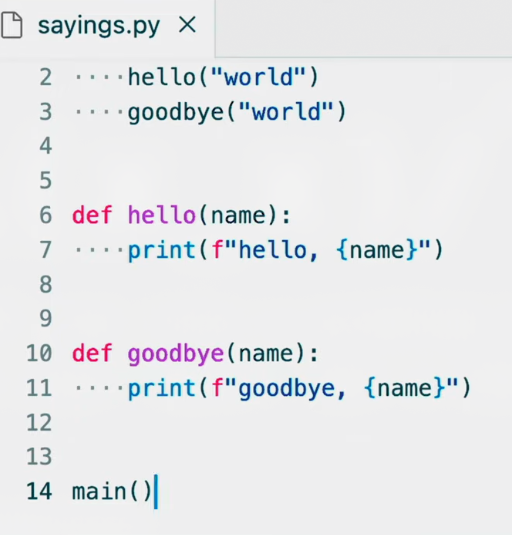 sayings.py ×
2 ····hello("world")
3 ····goodbye("world")
4
5
6 def hello(name):
7 ····print(f"hello, {name}")
8
9
10 def goodbye(name):
11 ····print(f"goodbye, {name}")
12
13
14 main()